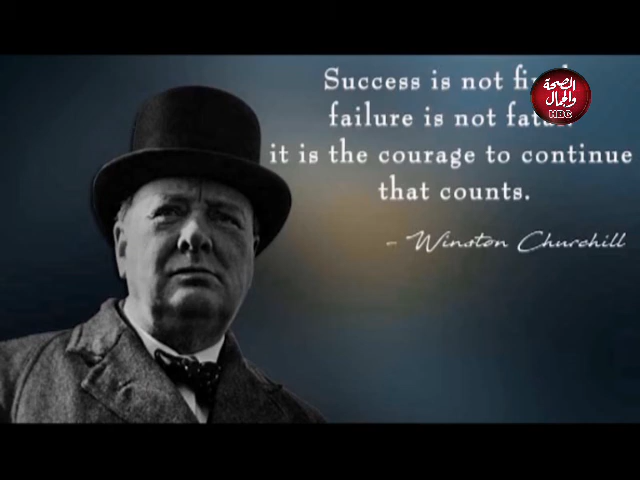 Success is not
failure is not
it is the courage to continue
that counts.
- Winston Churchill
الصحة
والجمال
HBC